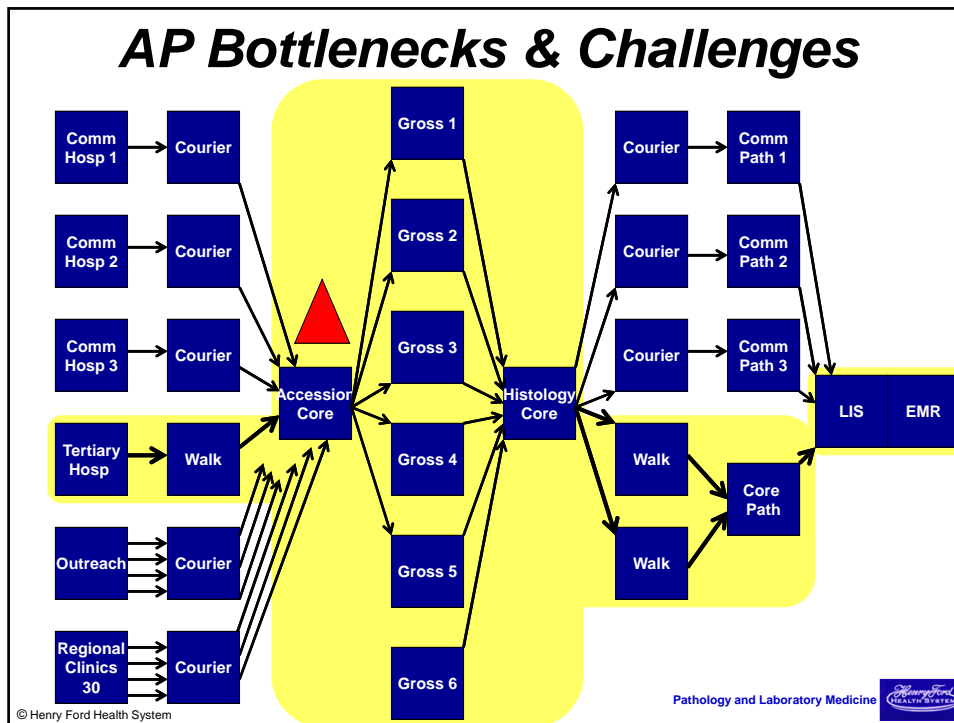 AP Bottlenecks & Challenges
Comm
Hosp 1
Courier
Gross 1
Courier
Comm
Path 1
Comm
Hosp 2
Courier
Gross 2
Courier
Comm
Path 2
Comm
Hosp 3
Courier
Gross 3
Courier
Comm
Path 3
Accession
Core
Histology
Core
LIS
EMR
Tertiary
Hosp
Walk
Gross 4
Walk
Core
Path
Outreach
Courier
Gross 5
Walk
Regional
Clinics
30
Courier
Gross 6
Pathology and Laboratory Medicine
Henry Ford
HEALTH SYSTEM
© Henry Ford Health System